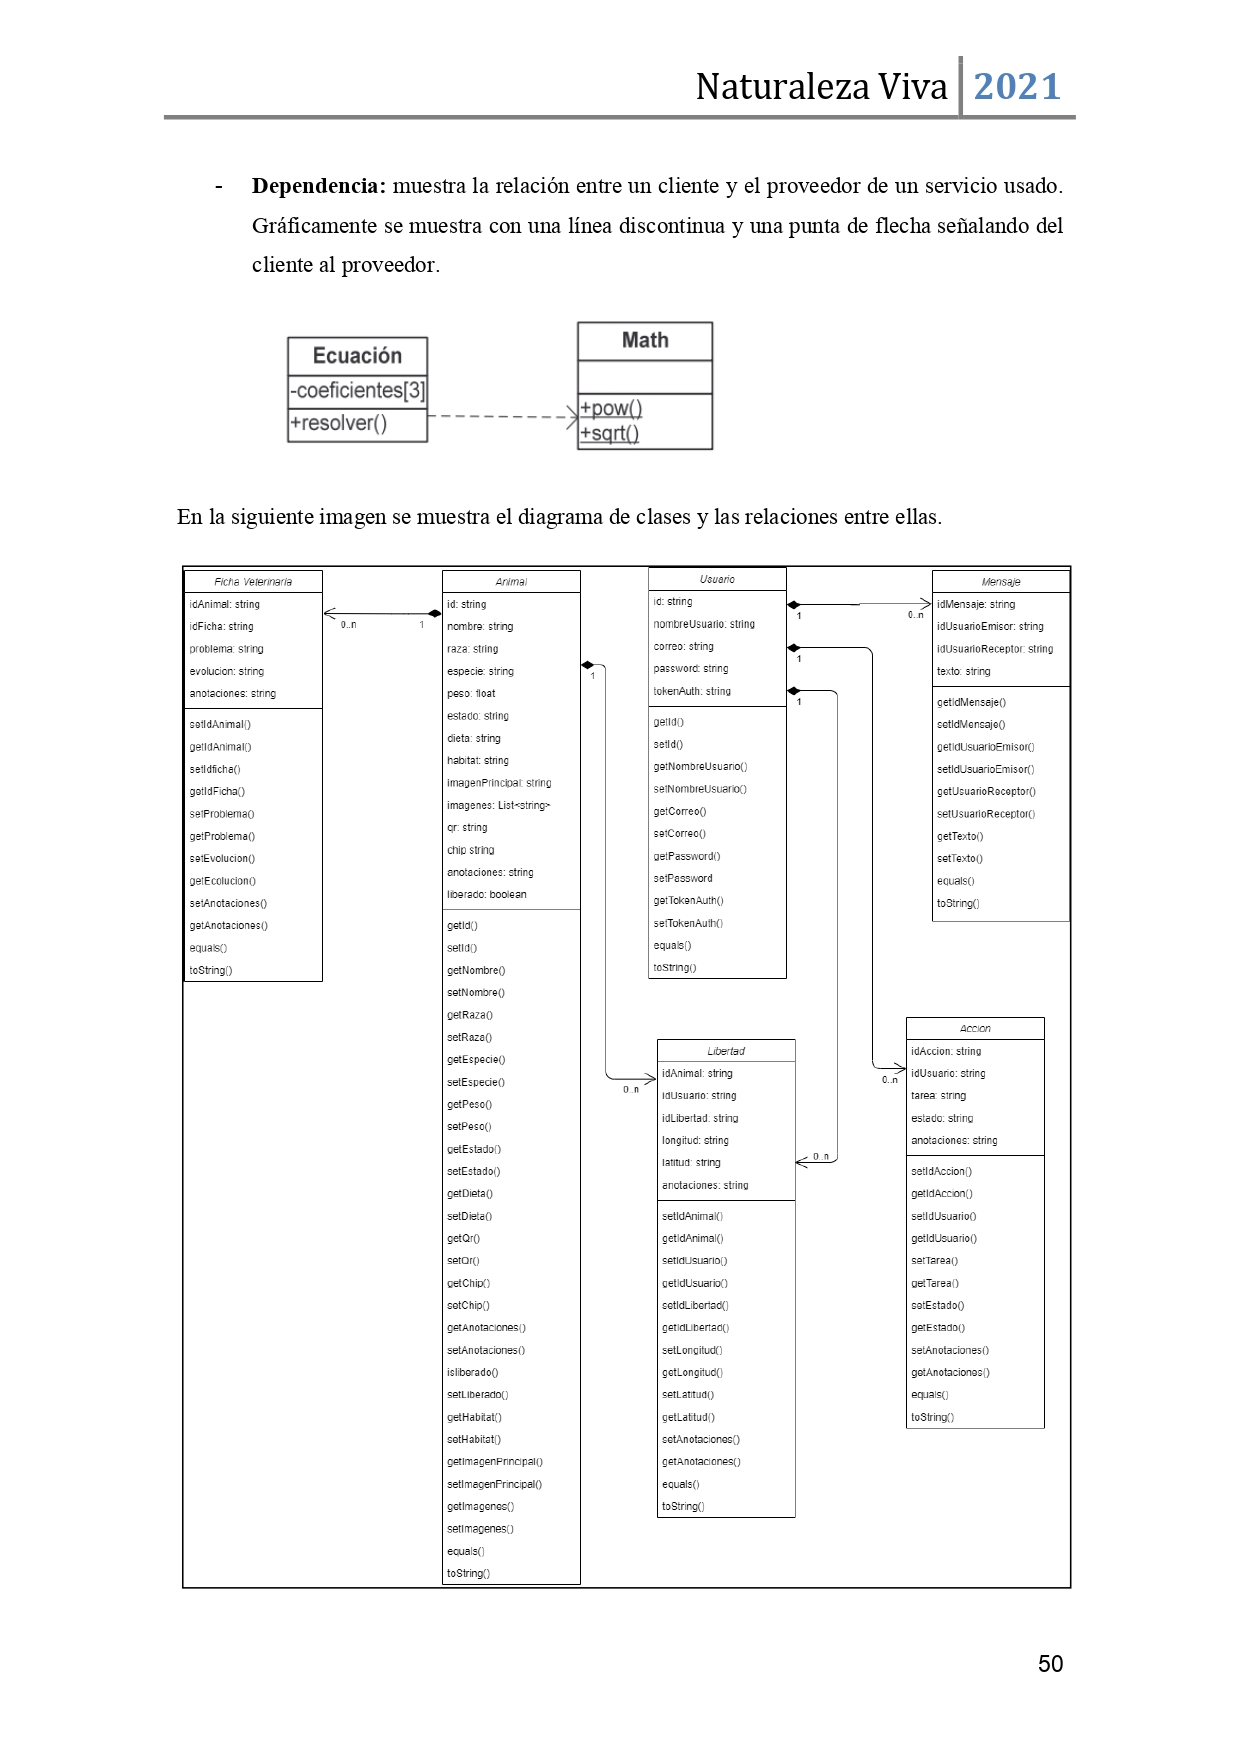 Naturaleza Viva 2021
- Dependencia: muestra la relación entre un cliente y el proveedor de un servicio usado.
Gráficamente se muestra con una línea discontinua y una punta de flecha señalando del
cliente al proveedor.
Ecuación
-coeficientes[3]
+resolver()
Math
+pow()
+sqrt()
En la siguiente imagen se muestra el diagrama de clases y las relaciones entre ellas.
Ficha Veterinaria
idAnimal: string
idFicha: string
problema: string
evolucion: string
anotaciones: string
setIdAnimal()
getIdAnimal()
setIdficha()
getIdFicha()
setProblema()
getProblema()
setEvolucion()
getEcolucion()
setAnotaciones()
getAnotaciones()
equals()
toString()
0..n
1
Animal
id: string
nombre: string
raza: string
especie: string
peso: float
estado: string
dieta: string
habitat: string
imagenPrincipal: string
imagenes: List<string>
qr: string
chip string
anotaciones: string
liberado: boolean
getId()
setId()
getNombre()
setNombre()
getRaza()
setRaza()
getEspecie()
setEspecie()
getPeso()
setPeso()
getEstado()
setEstado()
getDieta()
setDieta()
getQr()
setQr()
getChip()
setChip()
getAnotaciones()
setAnotaciones()
isliberado()
setLiberado()
getHabitat()
setHabitat()
getImagenPrincipal()
setImagenPrincipal()
getImagenes()
setImagenes()
equals()
toString()
1
0..n
Usuario
id: string
nombreUsuario: string
correo: string
password: string
tokenAuth: string
getId()
setId()
getNombreUsuario()
setNombreUsuario()
getCorreo()
setCorreo()
getPassword()
setPassword
getTokenAuth()
setTokenAuth()
equals()
toString()
1
1
1
0..n
Mensaje
idMensaje: string
idUsuarioEmisor: string
idUsuarioReceptor: string
texto: string
getIdMensaje()
setIdMensaje()
getIdUsuarioEmisor()
setIdUsuarioEmisor()
getUsuarioReceptor()
setUsuarioReceptor()
getTexto()
setTexto()
equals()
toString()
Libertad
idAnimal: string
idUsuario: string
idLibertad: string
longitud: string
latitud: string
anotaciones: string
setIdAnimal()
getIdAnimal()
setIdUsuario()
getIdUsuario()
setIdLibertad()
getIdLibertad()
setLongitud()
getLongitud()
setLatitud()
getLatitud()
setAnotaciones()
getAnotaciones()
equals()
toString()
0..n
0..n
Accion
idAccion: string
idUsuario: string
tarea: string
estado: string
anotaciones: string
setIdAccion()
getIdAccion()
setIdUsuario()
getIdUsuario()
setTarea()
getTarea()
setEstado()
getEstado()
setAnotaciones()
getAnotaciones()
equals()
toString()
50